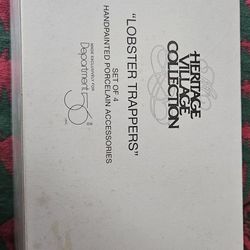 HERITAGE
VILLAGE
COLLECTION
"LOBSTER TRAPPERS"
SET OF 4
HANDPAINTED PORCELAIN ACCESSORIES
MADE EXCLUSIVELY FOR
Department
56